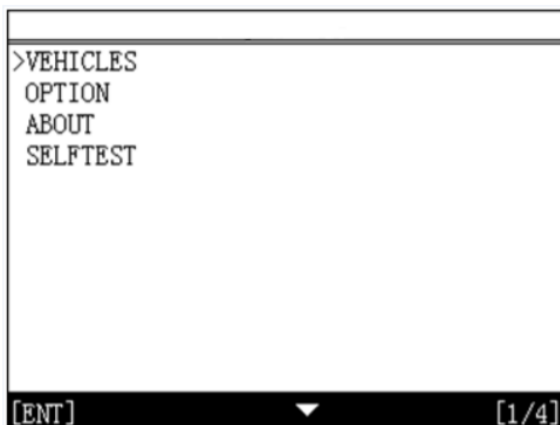 >VEHICLES
OPTION
ABOUT
SELFTEST
[ENT] [1/4]